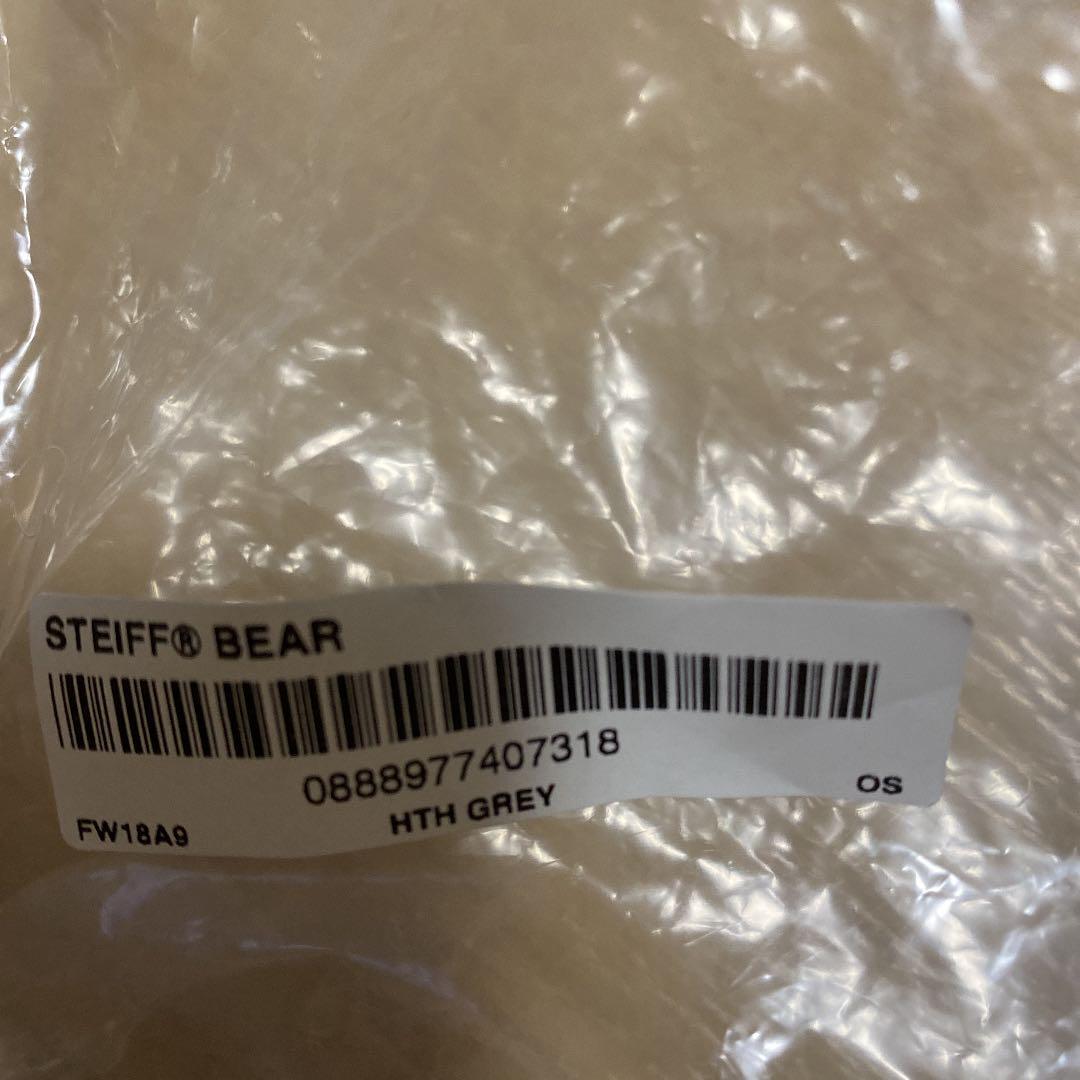 STEIFF® BEAR
0888977407318
HTH GREY
OS
FW18A9